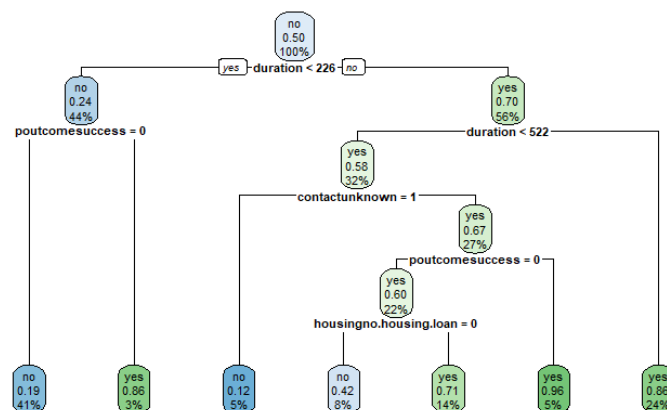 no
0.50
100%
yes duration < 226 no
no
0.24
44%
yes
0.70
56%
poutcomesuccess = 0
duration < 522
yes
0.58
32%
contactunknown = 1
yes
0.67
27%
poutcomesuccess = 0
yes
0.60
22%
housingno.housing.loan = 0
no
0.19
41%
yes
0.86
3%
no
0.12
5%
no
0.42
8%
yes
0.71
14%
yes
0.96
5%
yes
0.86
24%